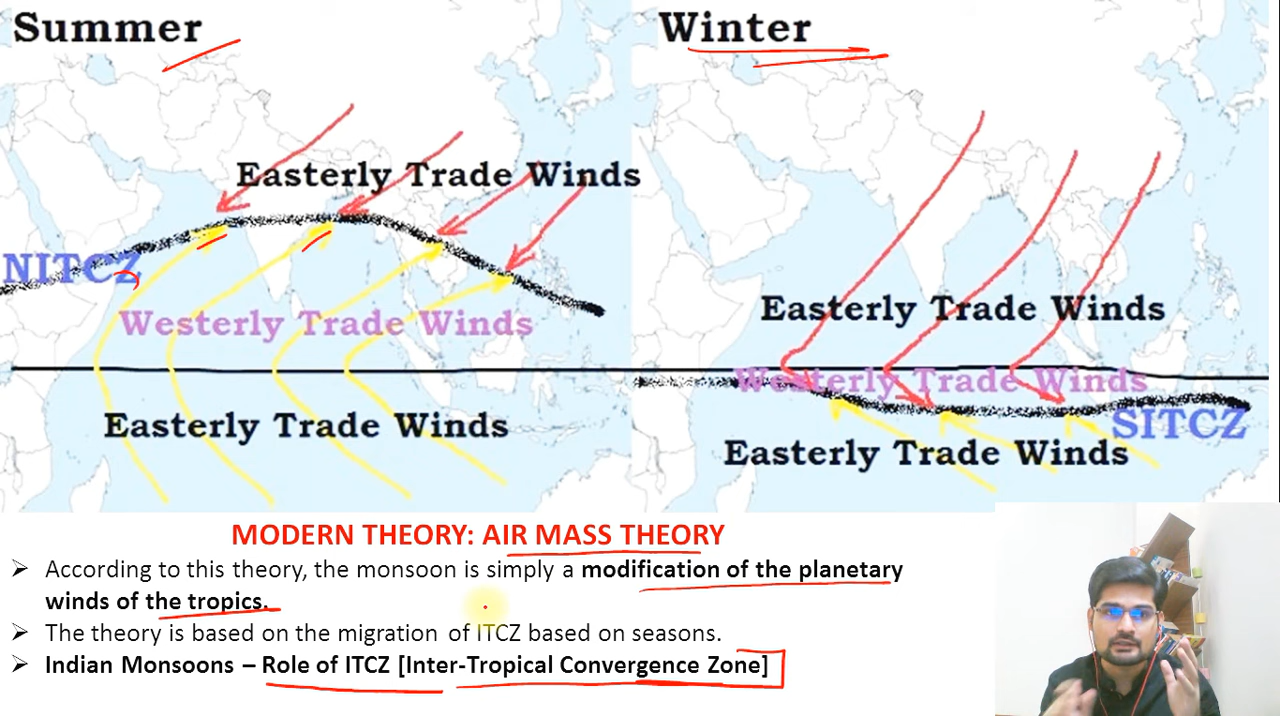 Summer
Easterly Trade Winds
NITCZ
Westerly Trade Winds
Easterly Trade Winds
Winter
Easterly Trade Winds
Westerly Trade Winds
SITCZ
Easterly Trade Winds
MODERN THEORY: AIR MASS THEORY
➢ According to this theory, the monsoon is simply a modification of the planetary
winds of the tropics.
➢ The theory is based on the migration of ITCZ based on seasons.
➢ Indian Monsoons – Role of ITCZ [Inter-Tropical Convergence Zone]